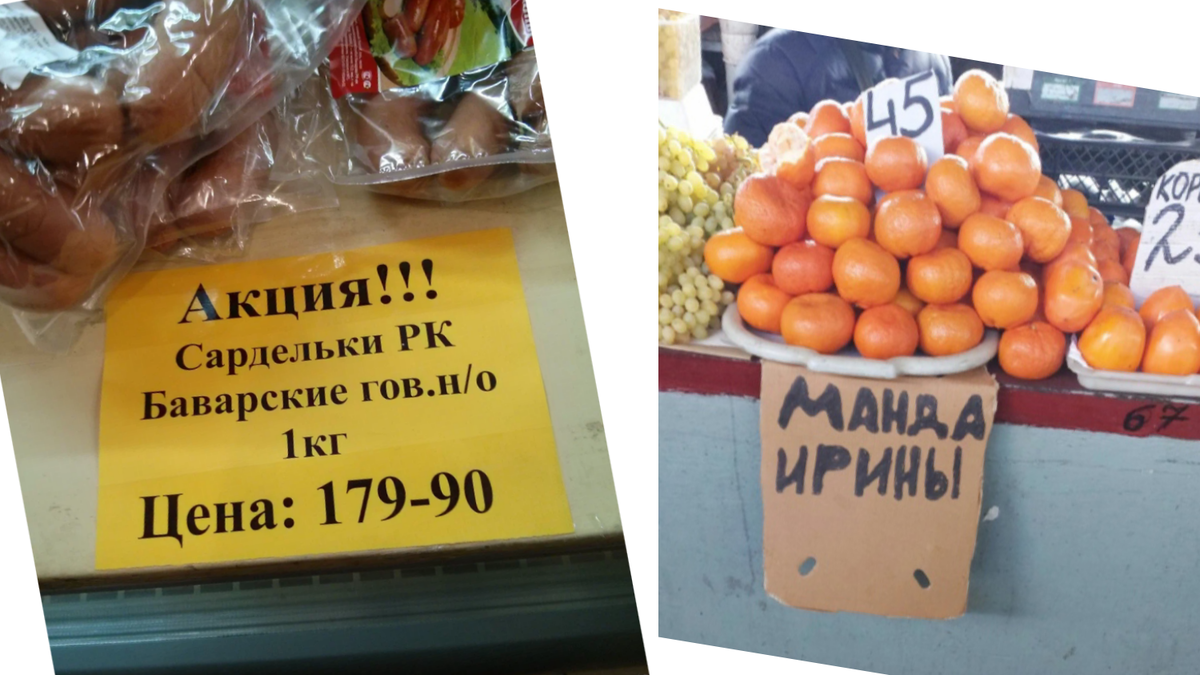 Акция!!!
Сардельки РК
Баварские гов.н/о
1кг
Цена: 179-90
45
МАНДА
ИРИНЫ
67